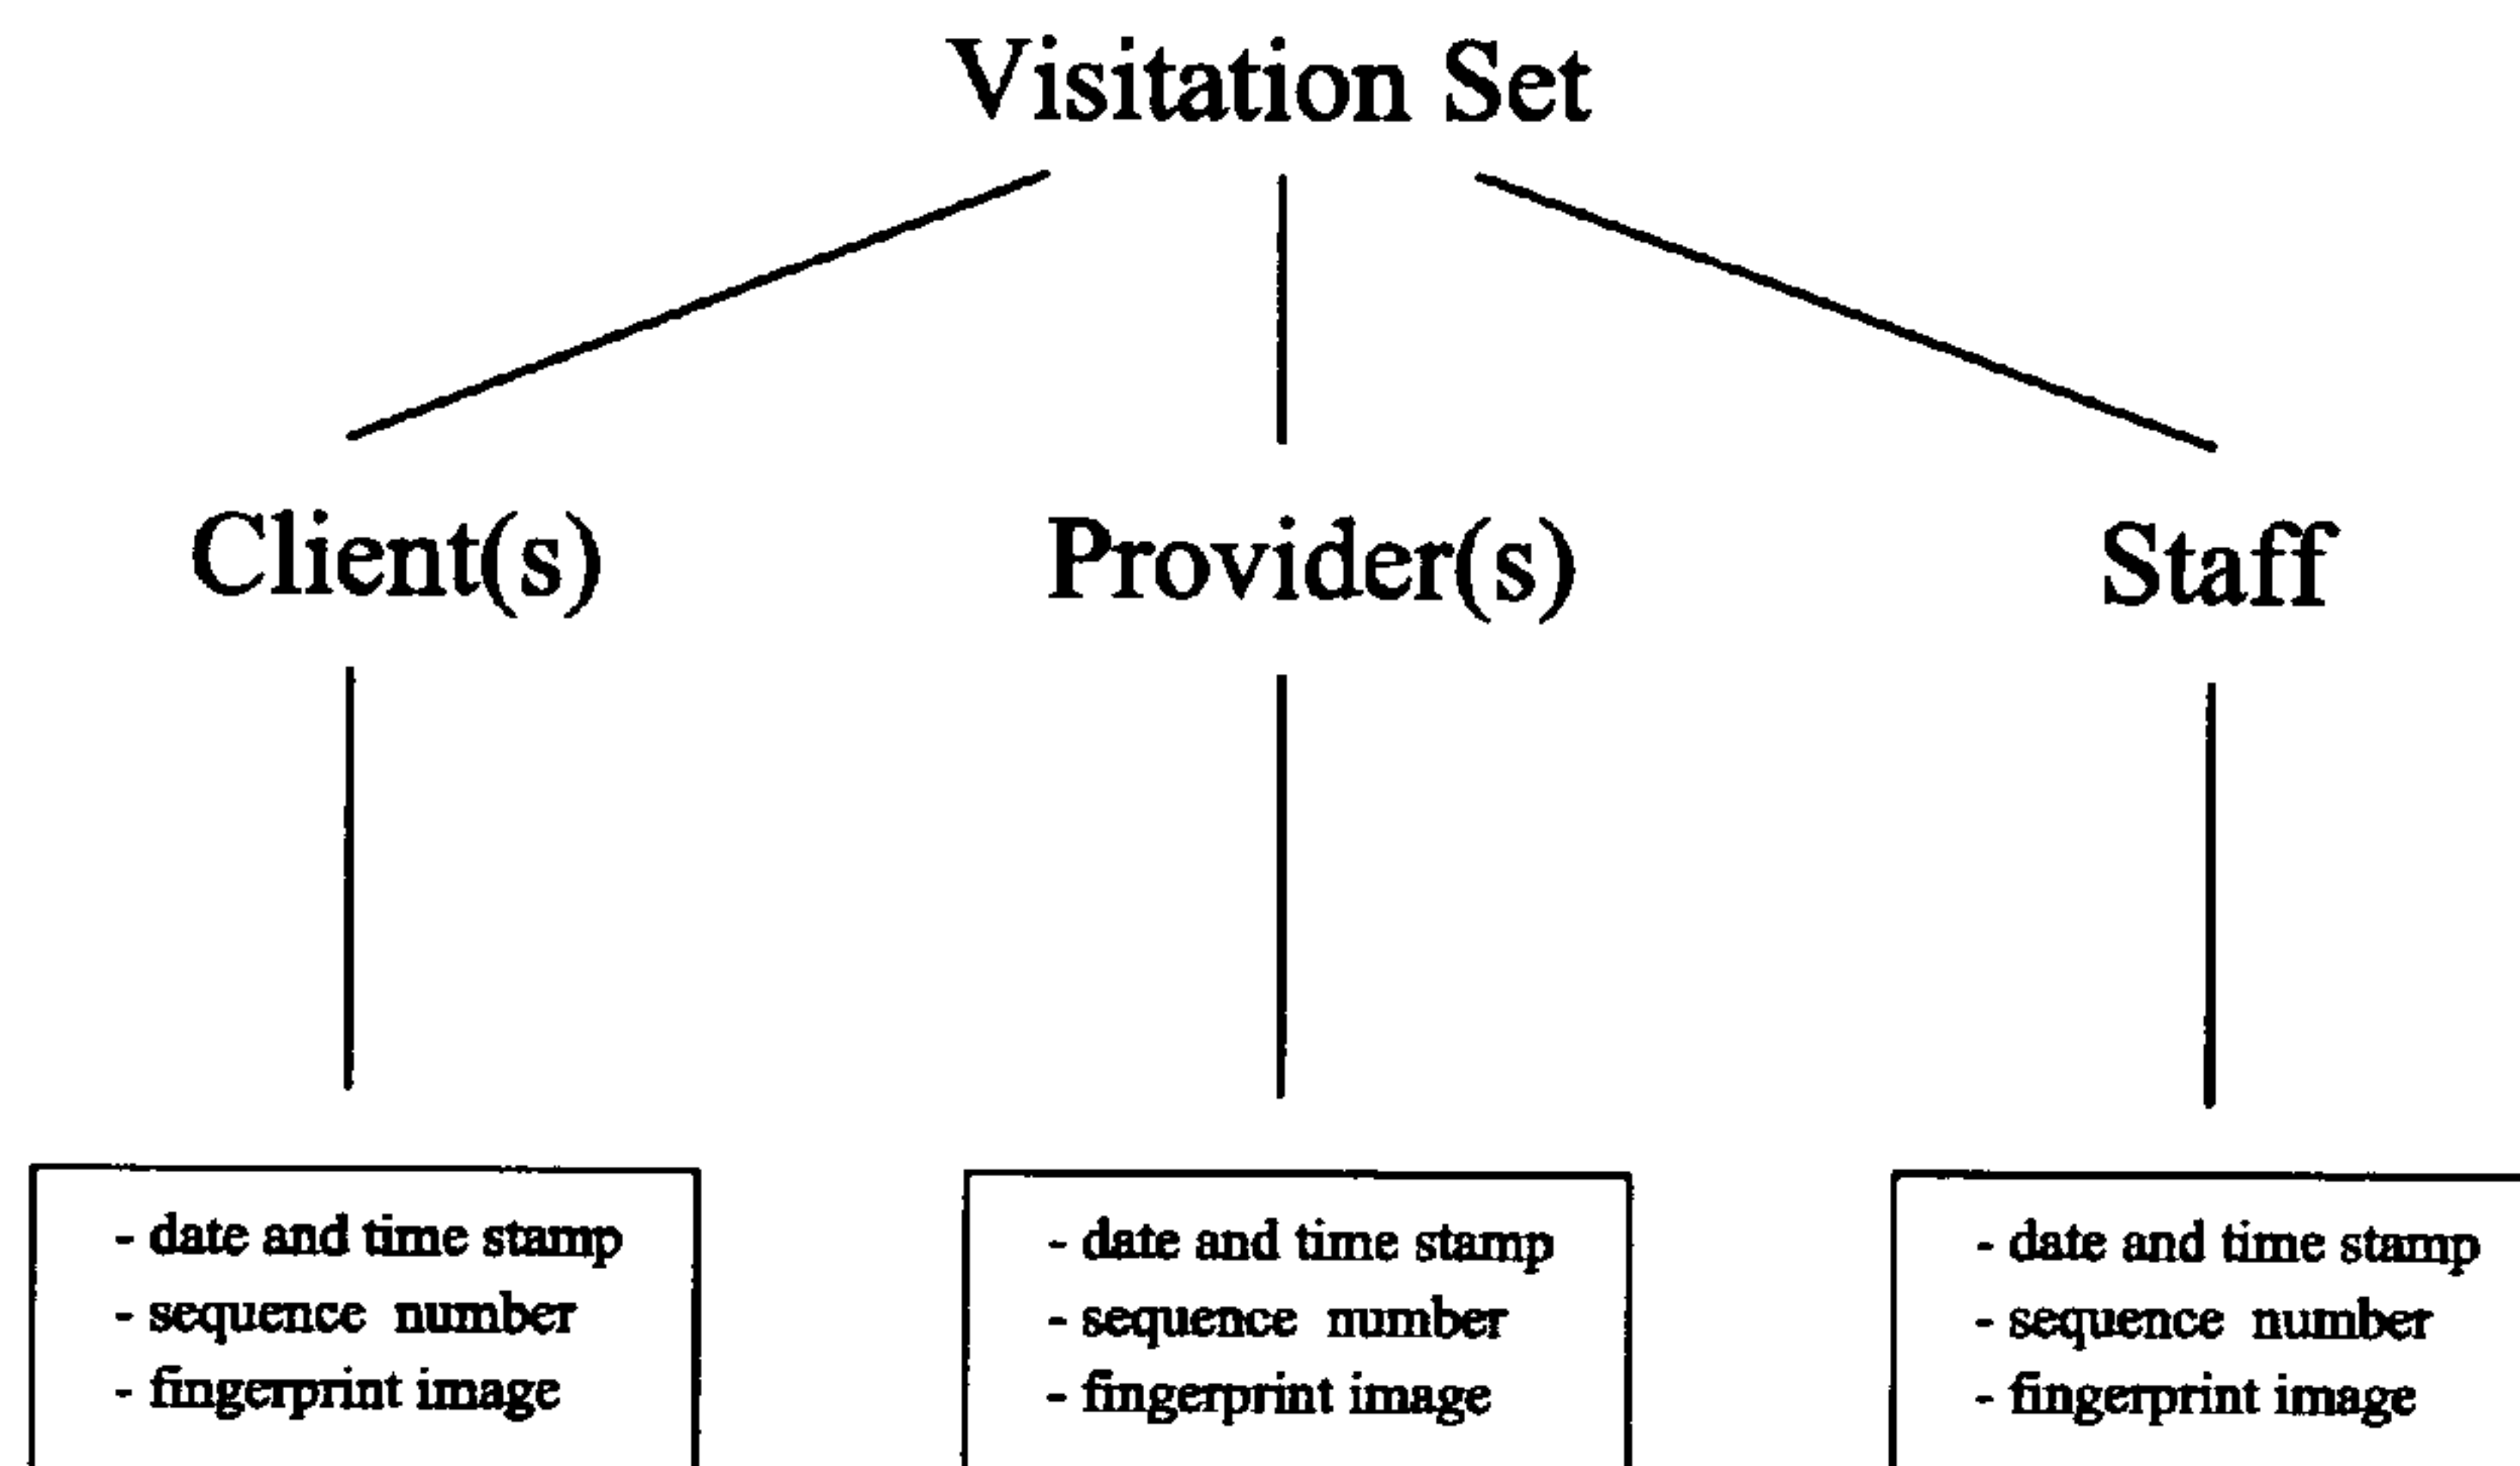 Visitation Set
Client(s)
Provider(s)
Staff
- date and time stamp
- sequence number
- fingerprint image
- date and time stamp
- sequence number
- fingerprint image
- date and time stamp
- sequence number
- fingerprint image